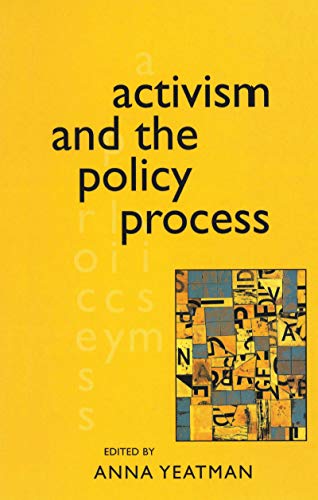 activism
and the
policy
process
EDITED BY
ANNA YEATMAN